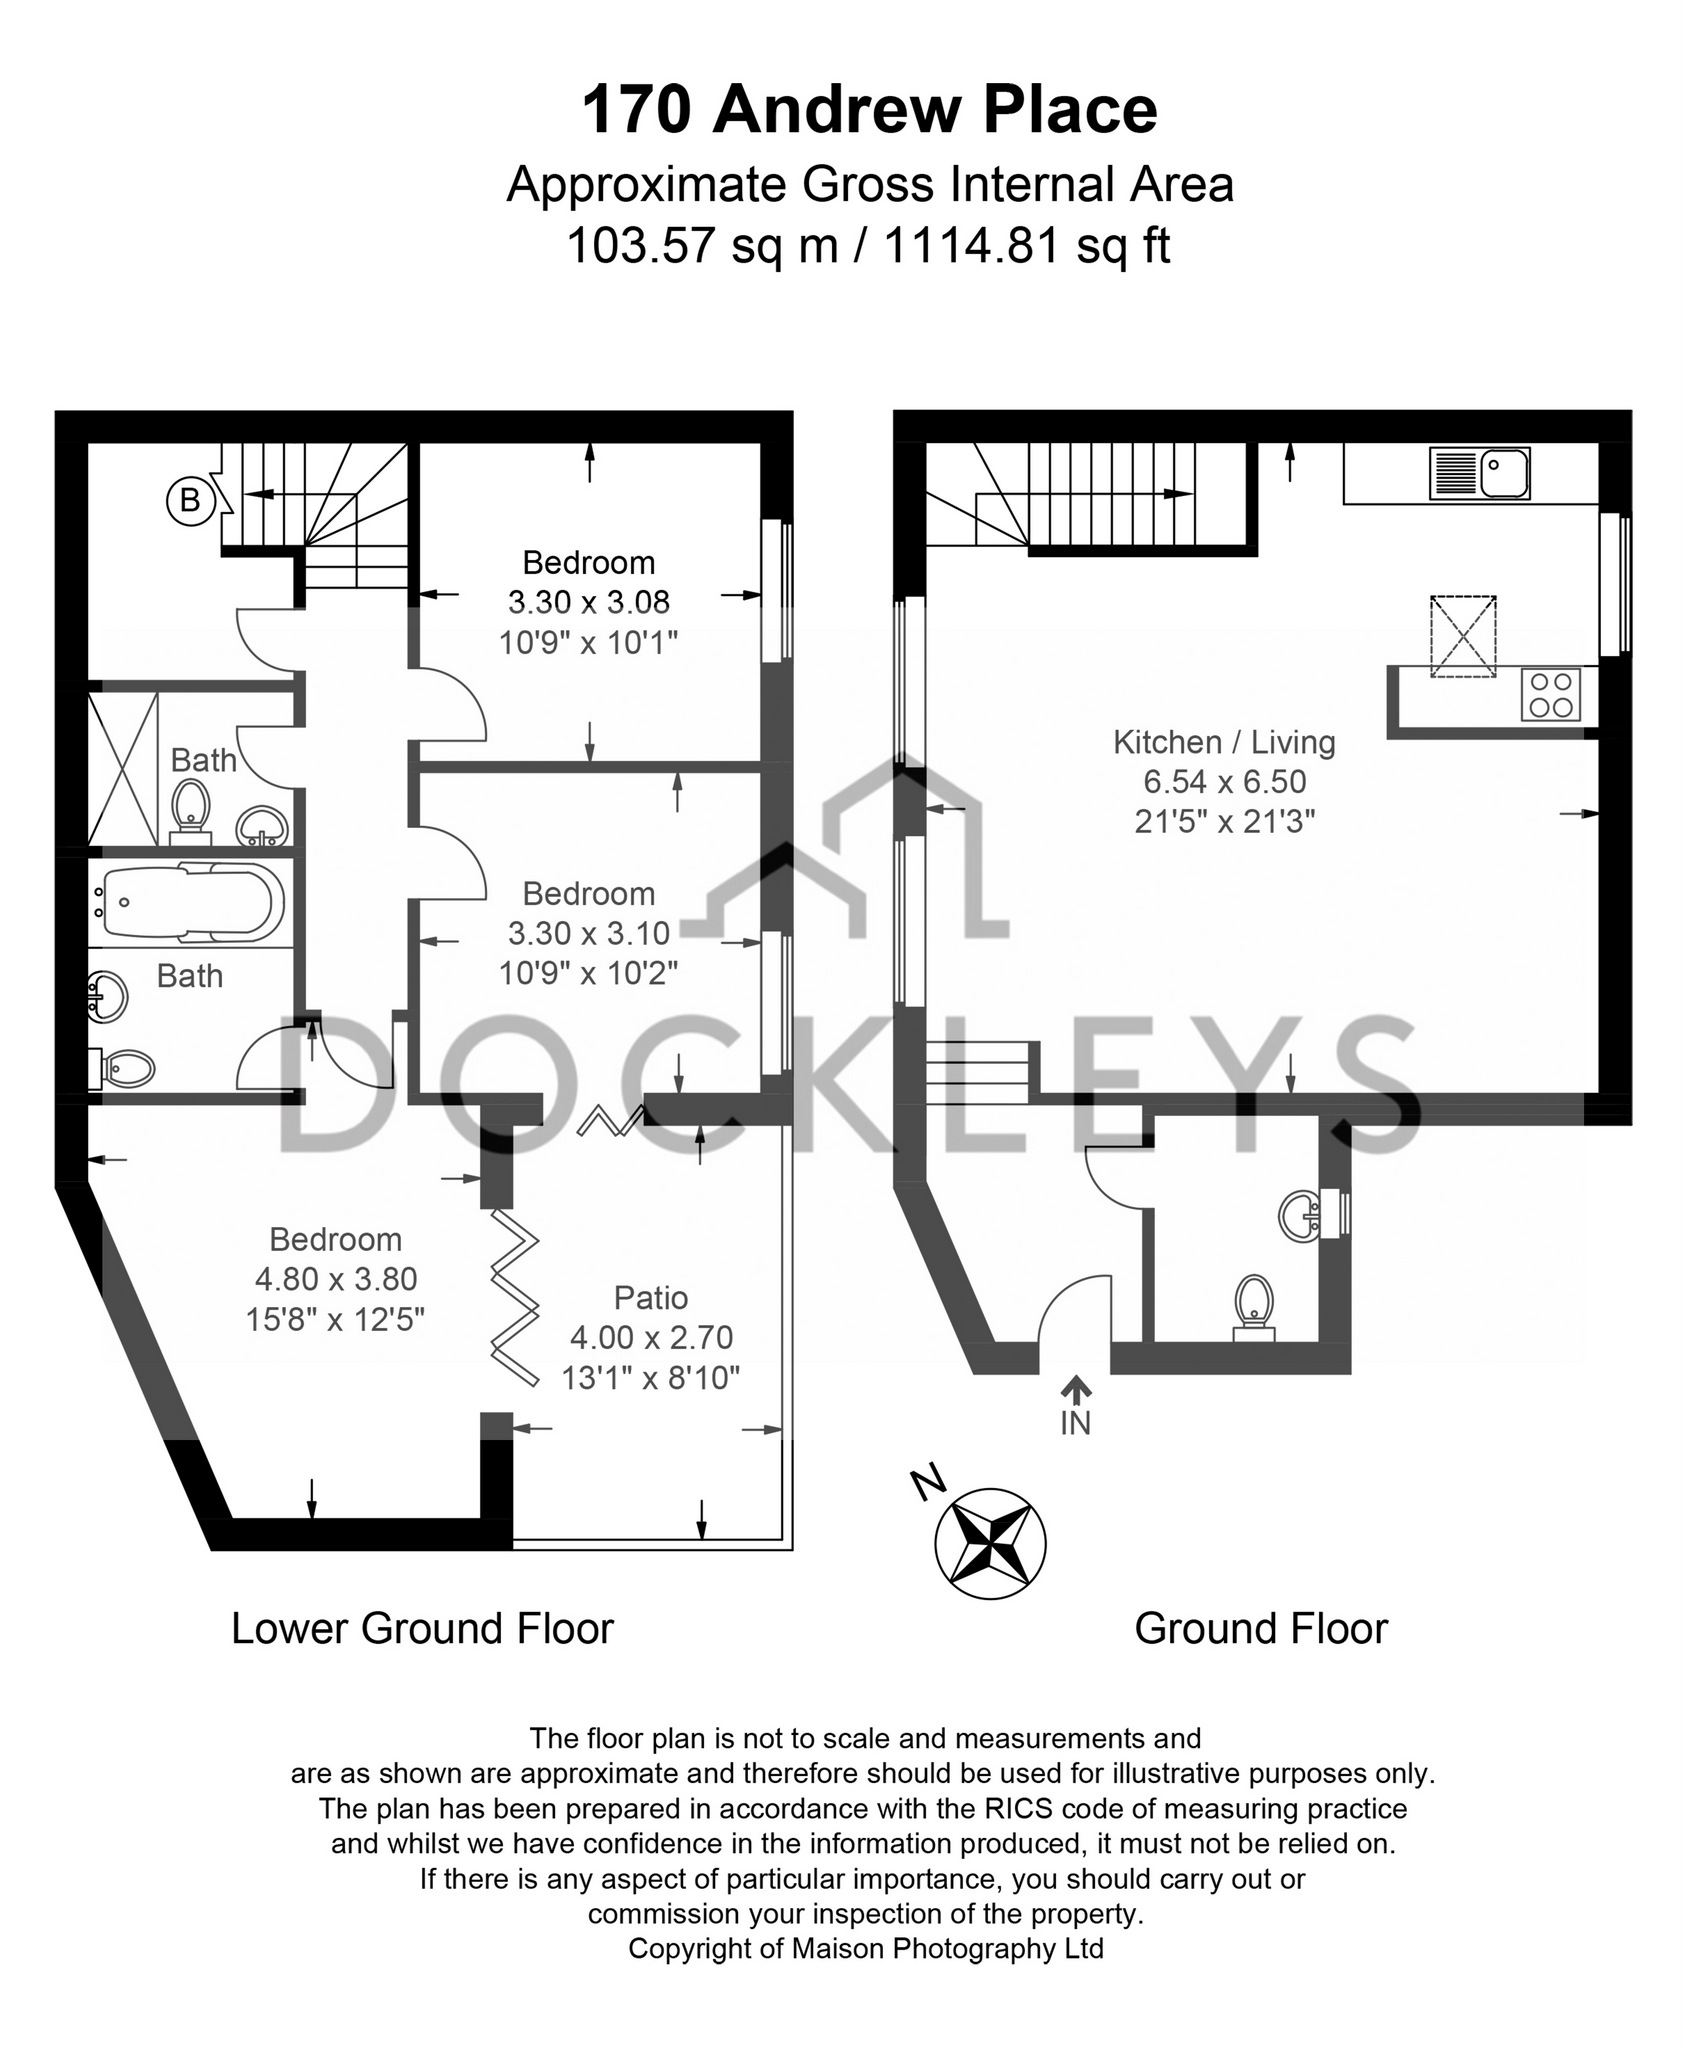 170 Andrew Place
Approximate Gross Internal Area
103.57 sq m / 1114.81 sq ft
B
Bedroom
3.30 x 3.08
10'9" x 10'1"
Bath
Bedroom
3.30 x 3.10
10'9" x 10'2"
Bath
Bedroom
4.80 x 3.80
15'8" x 12'5"
Patio
4.00 x 2.70
13'1" x 8'10"
Kitchen / Living
6.54 x 6.50
21'5" x 21'3"
DOCKLEYS
IN
N
Lower Ground Floor
Ground Floor
The floor plan is not to scale and measurements and
are as shown are approximate and therefore should be used for illustrative purposes only.
The plan has been prepared in accordance with the RICS code of measuring practice
and whilst we have confidence in the information produced, it must not be relied on.
If there is any aspect of particular importance, you should carry out or
commission your inspection of the property.
Copyright of Maison Photography Ltd